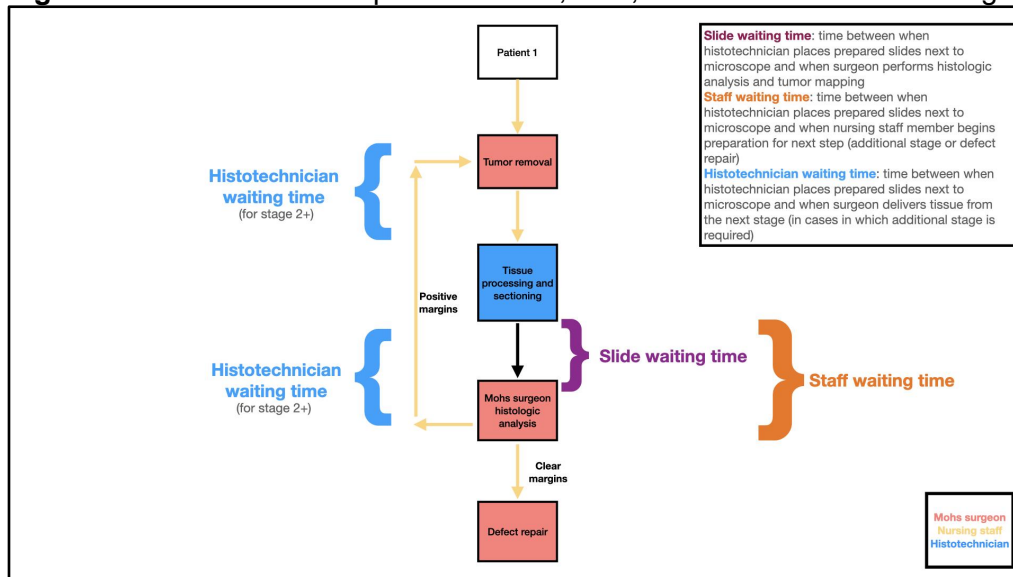 Patient 1
Slide waiting time: time between when
histotechnician places prepared slides next to
microscope and when surgeon performs histologic
analysis and tumor mapping
Staff waiting time: time between when
histotechnician places prepared slides next to
microscope and when nursing staff member begins
preparation for next step (additional stage or defect
repair)
Histotechnician waiting time: time between when
histotechnician places prepared slides next to
microscope and when surgeon delivers tissue from
the next stage (in cases in which additional stage is
required)
Tumor removal
Histotechnician
waiting time
(for stage 2+)
Tissue
processing and
sectioning
Positive
margins
Slide waiting time
Staff waiting time
Histotechnician
waiting time
(for stage 2+)
Mohs surgeon
histologic
analysis
Clear
margins
Defect repair
Mohs surgeon
Nursing staff
Histotechnician